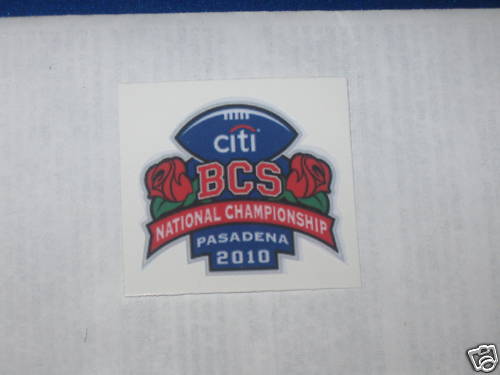 citi
BCS
NATIONAL CHAMPIONSHIP
PASADENA
2010